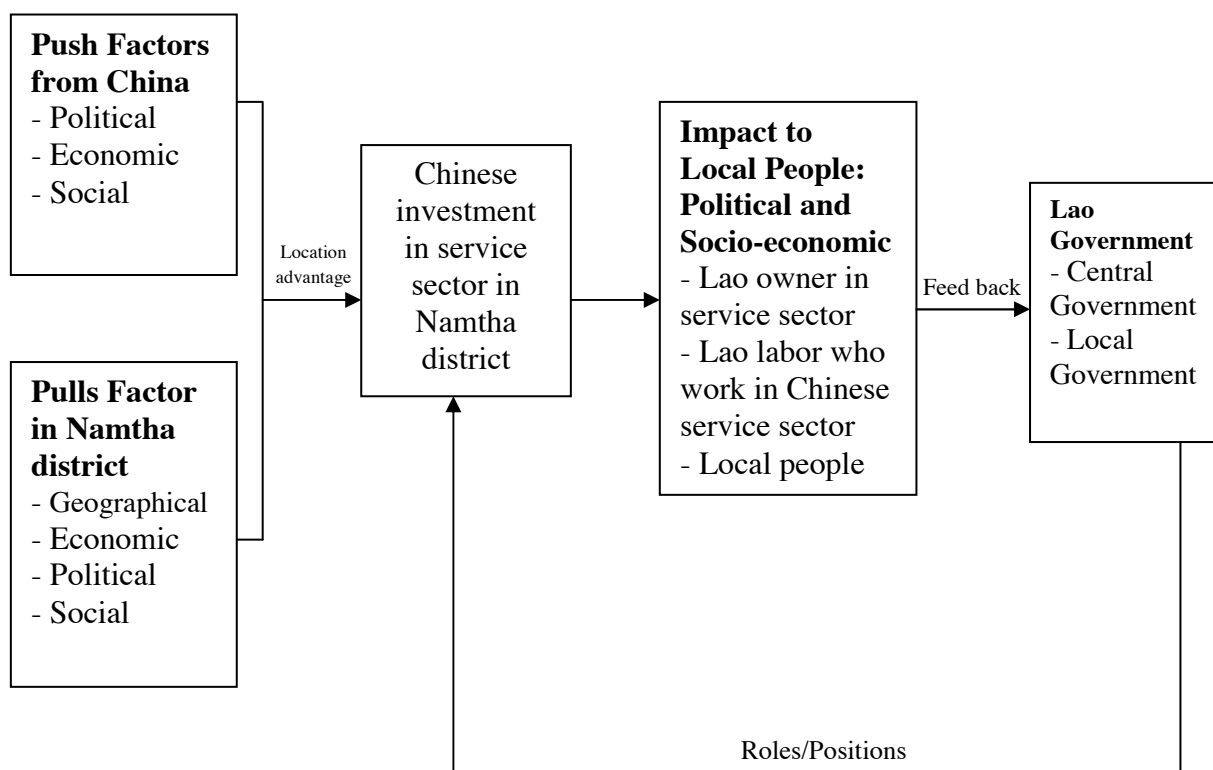 Push Factors
from China
- Political
- Economic
- Social
Pulls Factor
in Namtha
district
- Geographical
- Economic
- Political
- Social
Location
advantage
Chinese
investment
in service
sector in
Namtha
district
Impact to
Local People:
Political and
Socio-economic
- Lao owner in
service sector
- Lao labor who
work in Chinese
service sector
- Local people
Feed back
Lao
Government
- Central
Government
- Local
Government
Roles/Positions